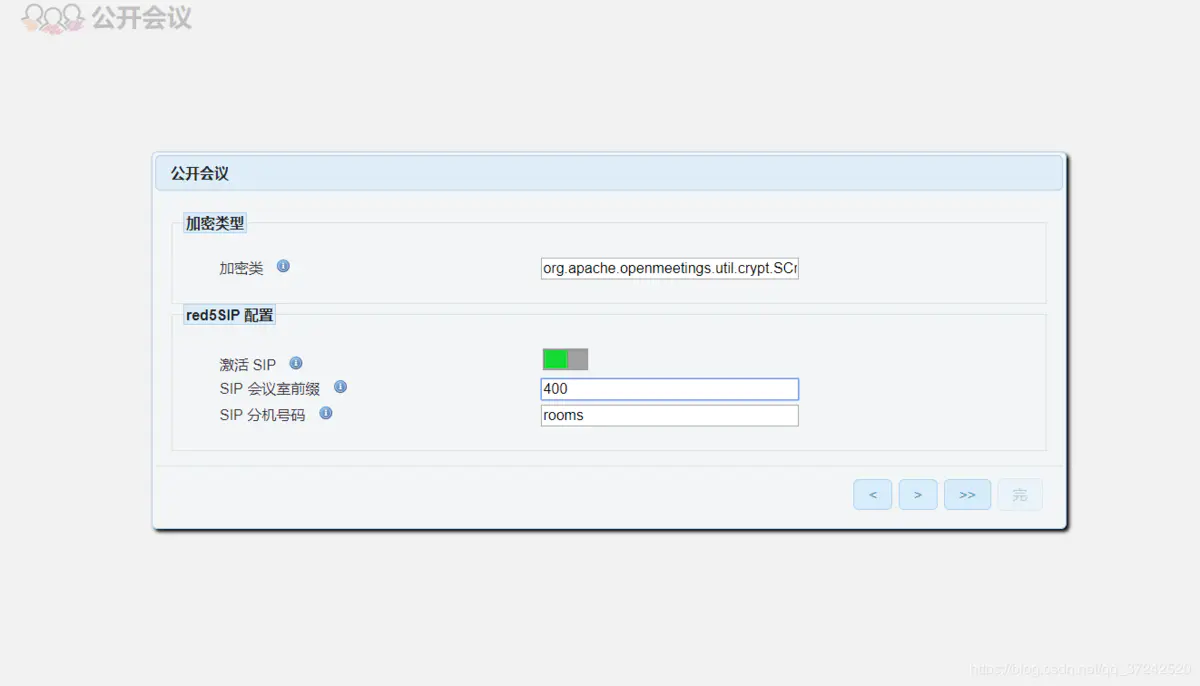 公开会议
公开会议
加密类型
加密类
org.apache.openmeetings.util.crypt.SCr
red5SIP 配置
激活 SIP
SIP 会议室前缀
400
SIP 分机号码
rooms
< > >> 完
https://blog.csdn.net/qq_37242520